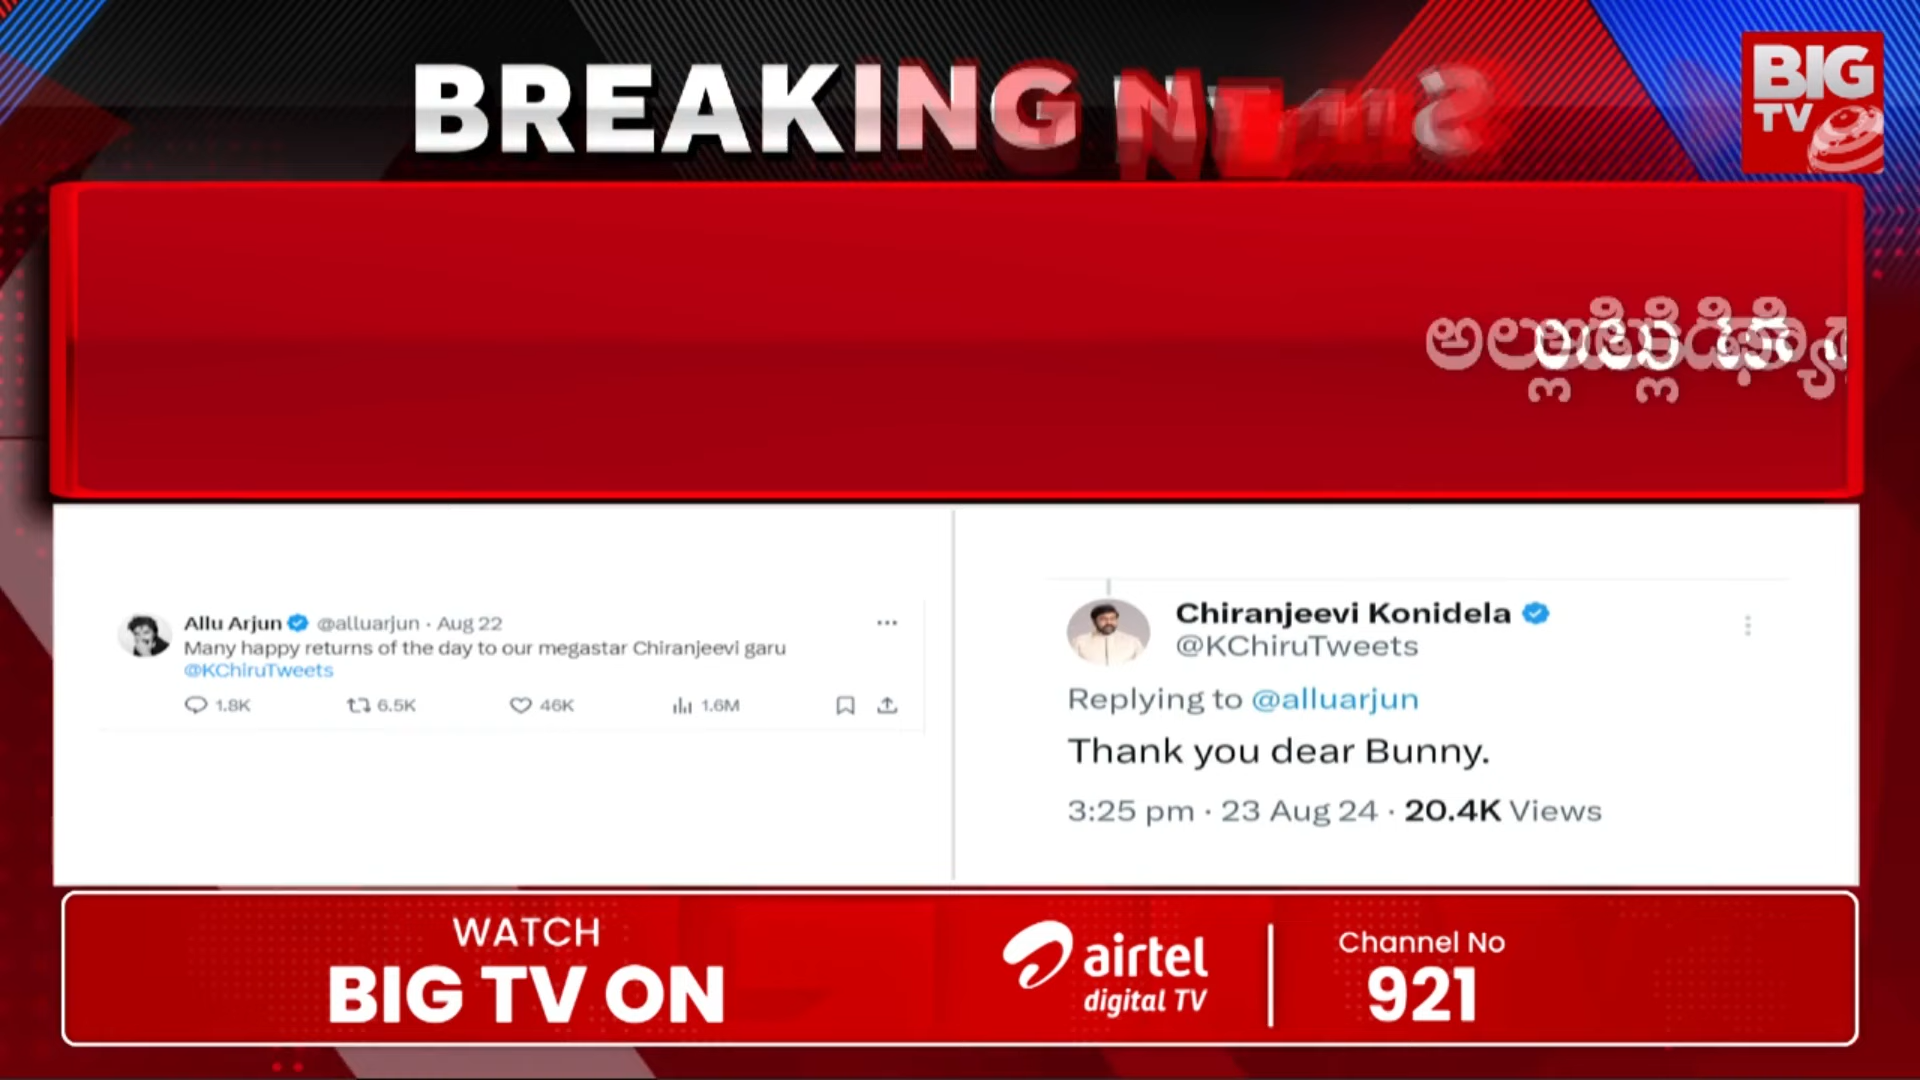 BREAKING
BIG
TV
Allu Arjun @alluarjun · Aug 22
Many happy returns of the day to our megastar Chiranjeevi garu
@KChiruTweets
1.8K 6.5K 46K 1.6M
Chiranjeevi Konidela
@KChiruTweets
Replying to @alluarjun
Thank you dear Bunny.
3:25 pm · 23 Aug 24 · 20.4K Views
WATCH
BIG TV ON
airtel
digital TV
Channel No
921